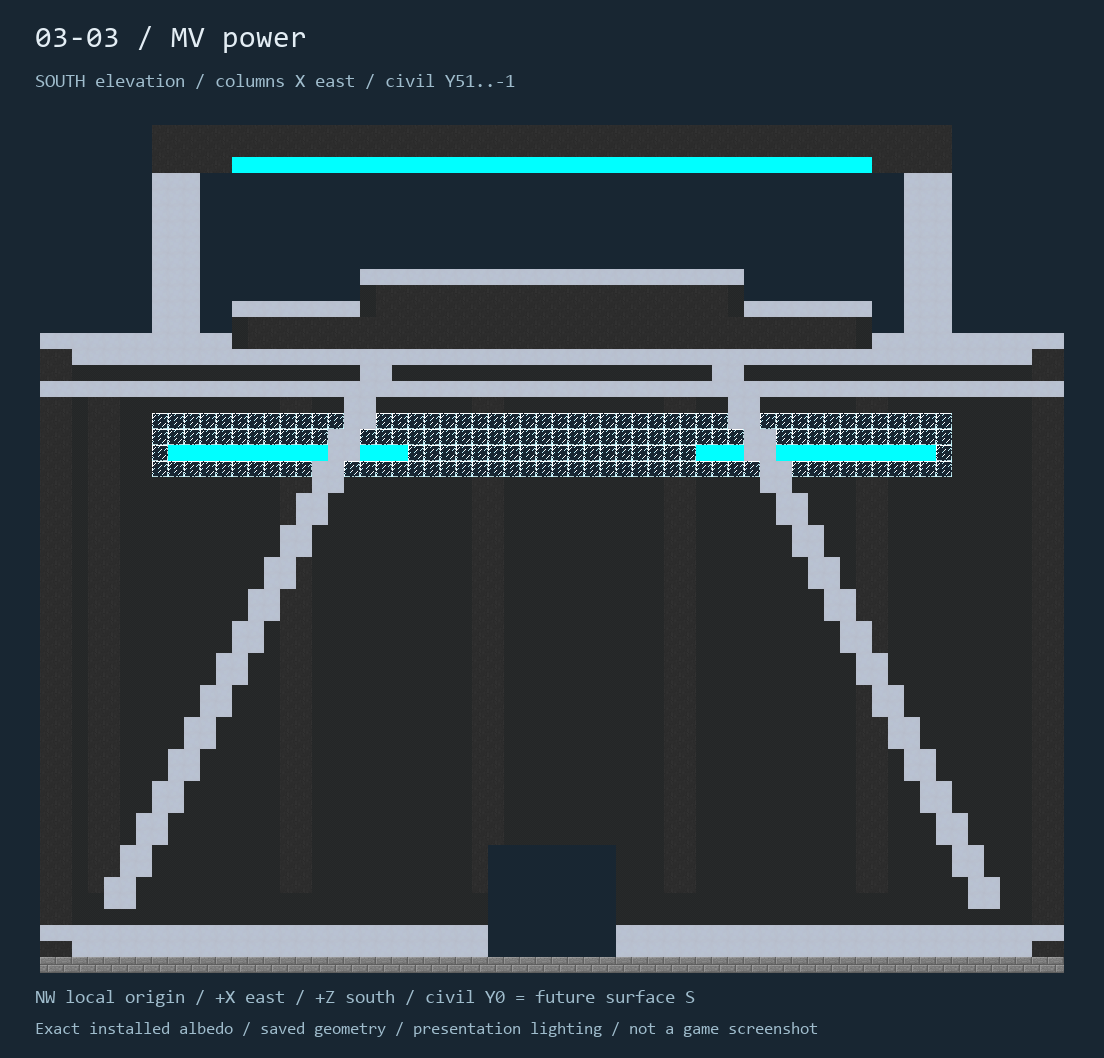 03-03 / MV power
SOUTH elevation / columns X east / civil Y51..-1
NW local origin / +X east / +Z south / civil Y0 = future surface S
Exact installed albedo / saved geometry / presentation lighting / not a game screenshot